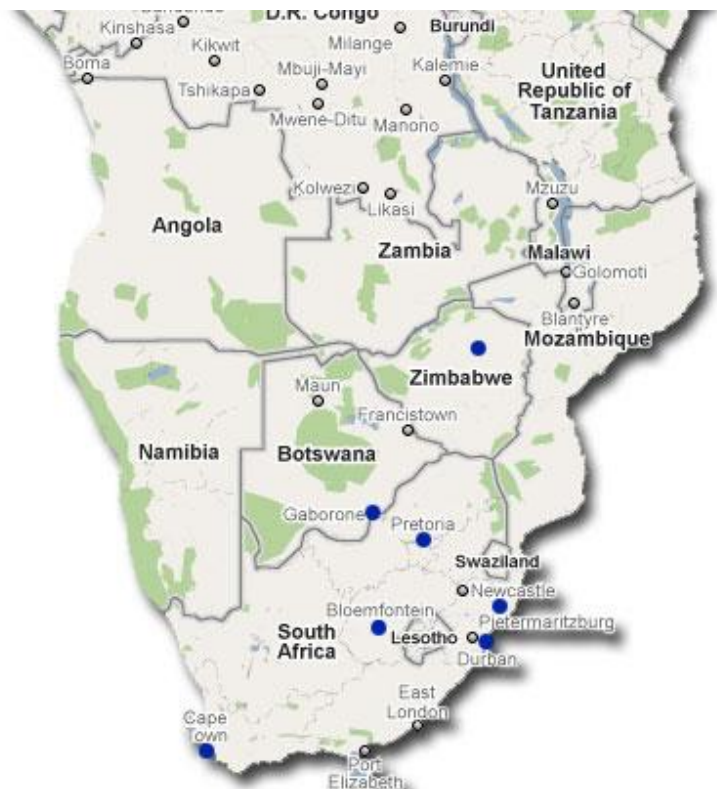 D.R. Congo
Kinshasa
Kikwit
Milange
Burundi
Boma
Tshikapa
Mbuji-Mayi
Kalemie
United
Republic of
Tanzania
Mwene-Ditu
Manono
Kolwezi
Likasi
Mzuzu
Angola
Zambia
Malawi
Golomoti
Blantyre
Mozambique
Zimbabwe
Maun
Francistown
Namibia
Botswana
Gaborone
Pretoria
Swaziland
Newcastle
Bloemfontein
Pietermaritzburg
South
Africa
Lesotho
Durban
East
London
Cape
Town
Port
Elizabeth